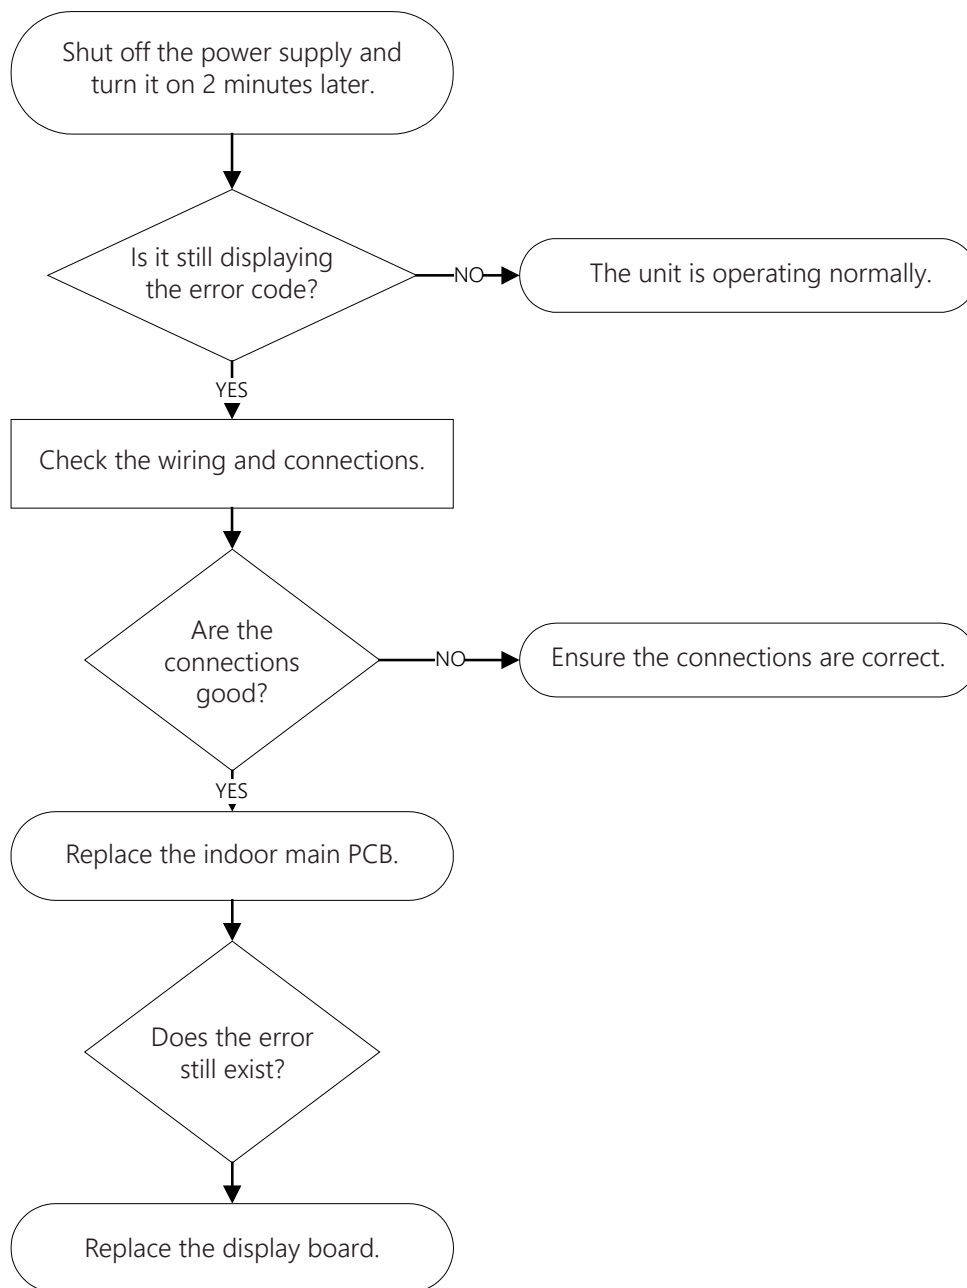 Shut off the power supply and
turn it on 2 minutes later.
Is it still displaying
the error code?
NO
The unit is operating normally.
YES
Check the wiring and connections.
Are the
connections
good?
NO
Ensure the connections are correct.
YES
Replace the indoor main PCB.
Does the error
still exist?
Replace the display board.